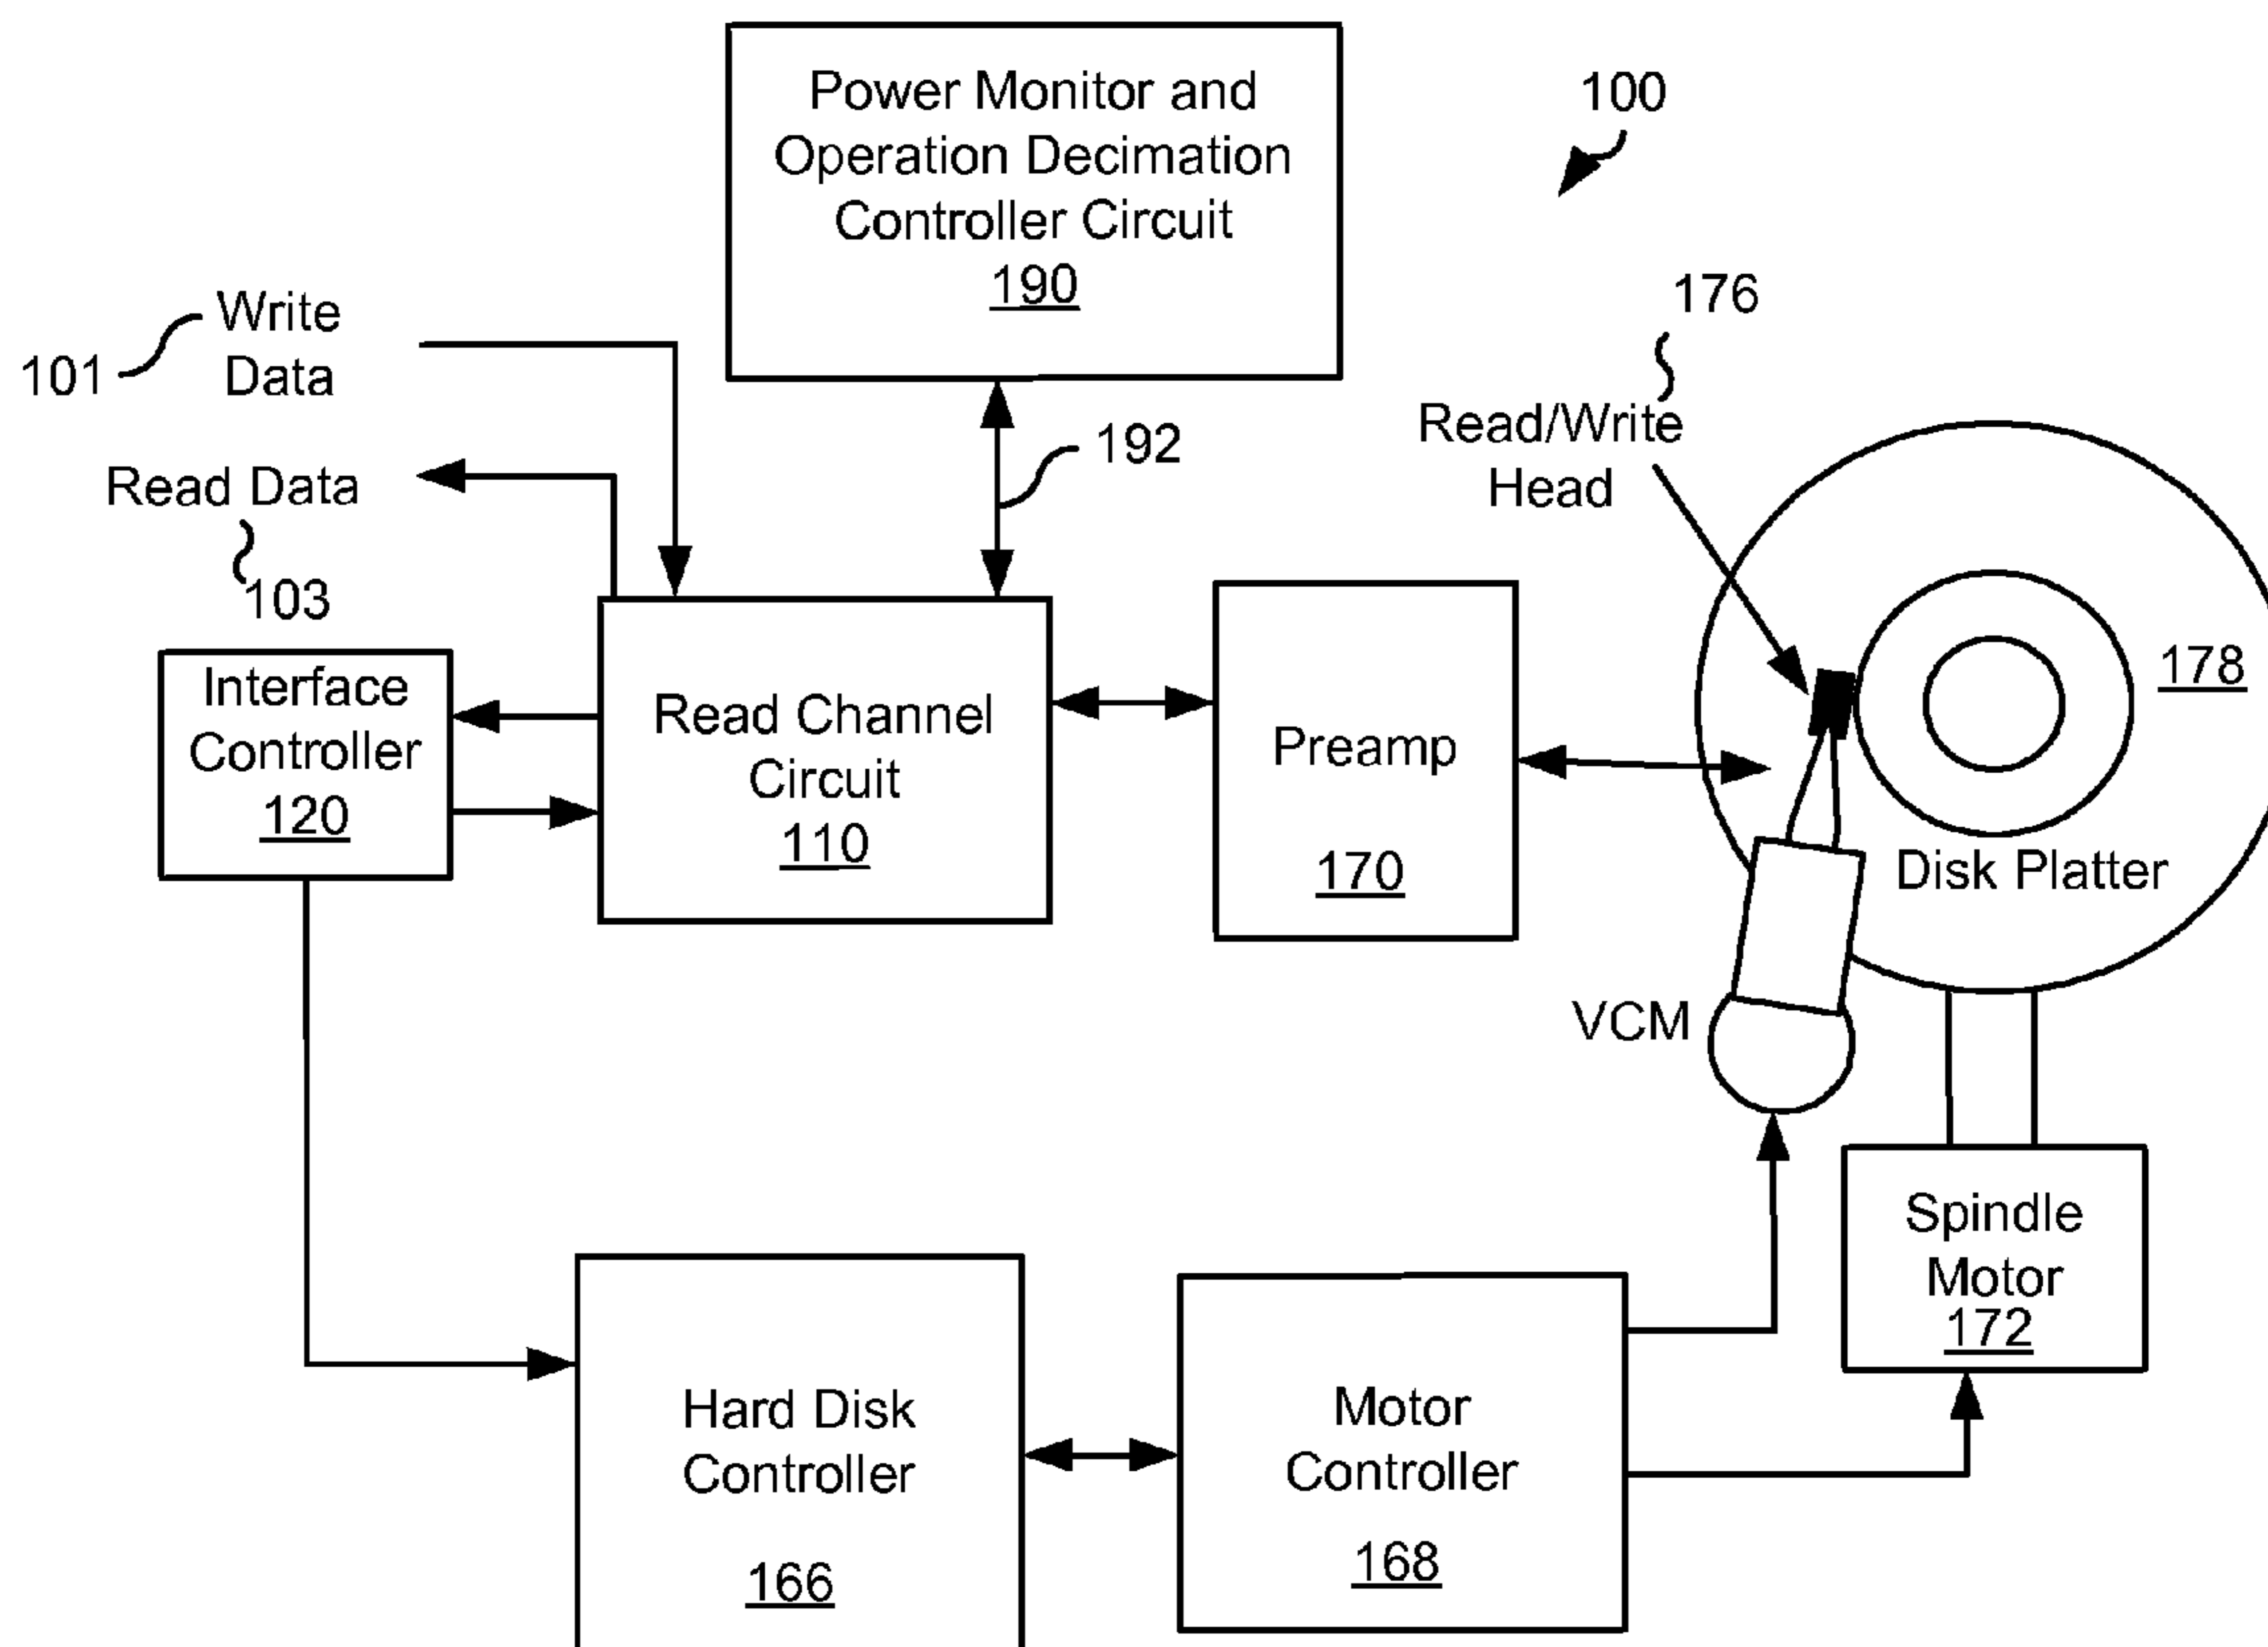 Power Monitor and
Operation Decimation
Controller Circuit
190
100
176
Write
Data
101
192
Read/Write
Head
Read Data
103
Interface
Controller
120
Read Channel
Circuit
110
Preamp
170
178
Disk Platter
VCM
Spindle
Motor
172
Hard Disk
Controller
166
Motor
Controller
168